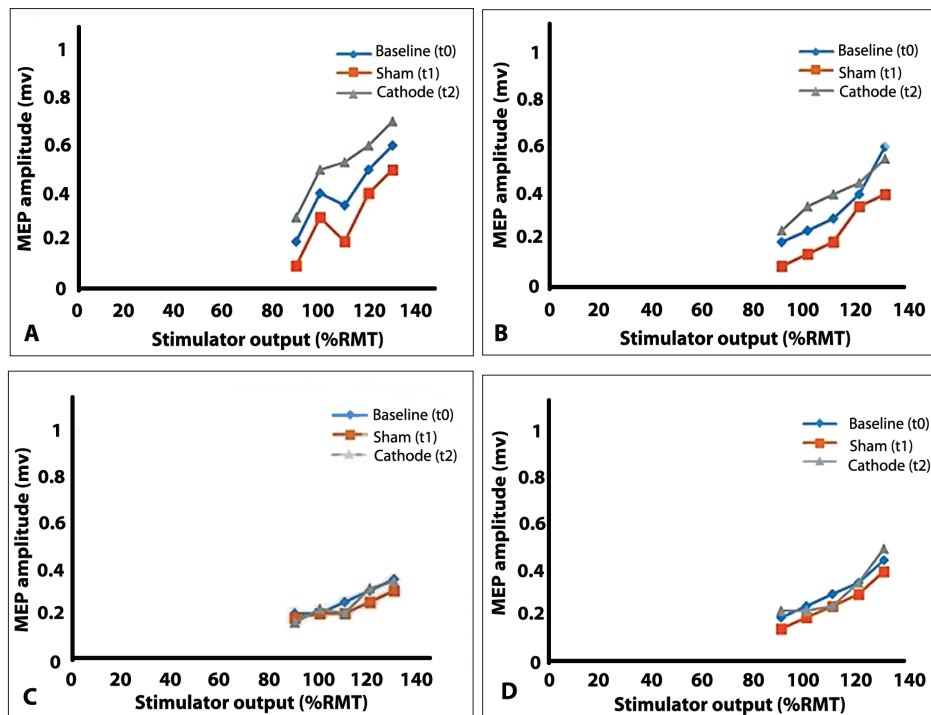 MEP amplitude (mv)
1
0.8
0.6
0.4
0.2
0
Baseline (t0)
Sham (t1)
Cathode (t2)
0 20 40 60 80 100 120 140
Stimulator output (%RMT)
A
MEP amplitude (mv)
1
0.8
0.6
0.4
0.2
0
Baseline (t0)
Sham (t1)
Cathode (t2)
0 20 40 60 80 100 120 140
Stimulator output (%RMT)
B
MEP amplitude (mv)
1
0.8
0.6
0.4
0.2
0
Baseline (t0)
Sham (t1)
Cathode (t2)
0 20 40 60 80 100 120 140
Stimulator output (%RMT)
C
MEP amplitude (mv)
1
0.8
0.6
0.4
0.2
0
Baseline (t0)
Sham (t1)
Cathode (t2)
0 20 40 60 80 100 120 140
Stimulator output (%RMT)
D